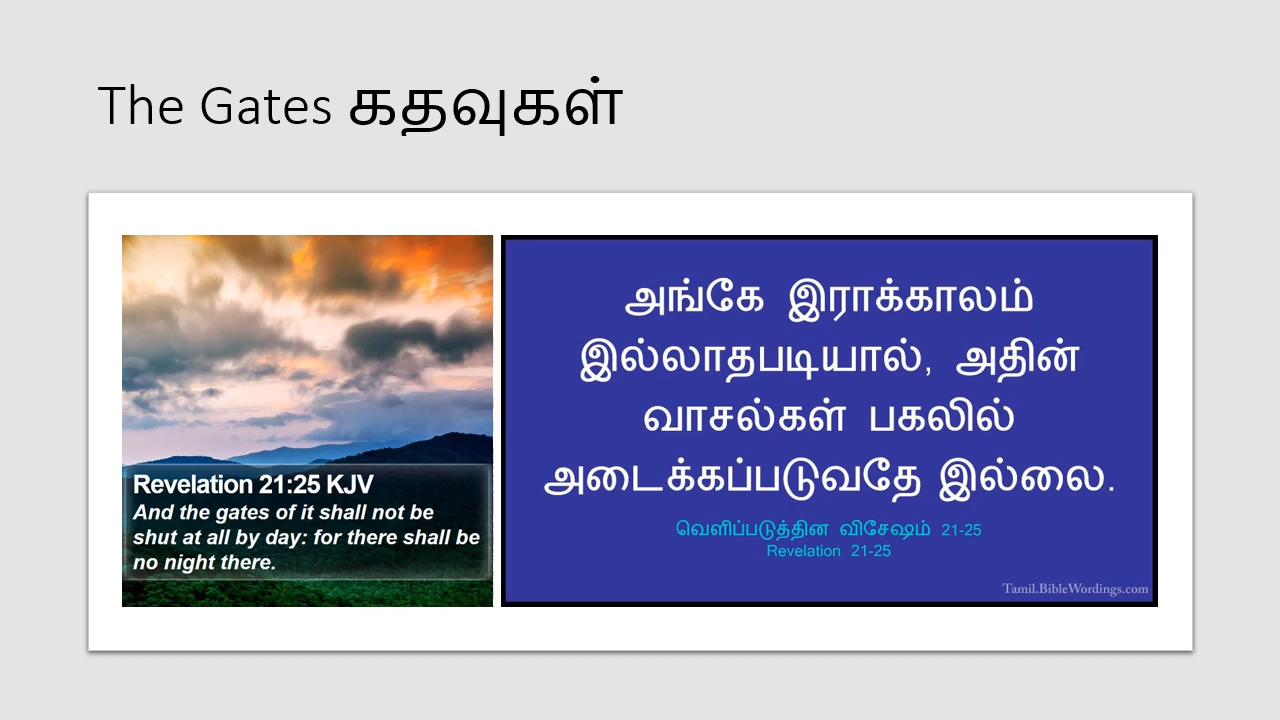 The Gates கதவுகள்
Revelation 21:25 KJV
And the gates of it shall not be
shut at all by day: for there shall be
no night there.
அங்கே இராக்காலம்
இல்லாதபடியால், அதின்
வாசல்கள் பகலில்
அடைக்கப்படுவதே இல்லை.
வெளிப்படுத்தின விசேஷம் 21-25
Revelation 21-25
Tamil.BibleWordings.com